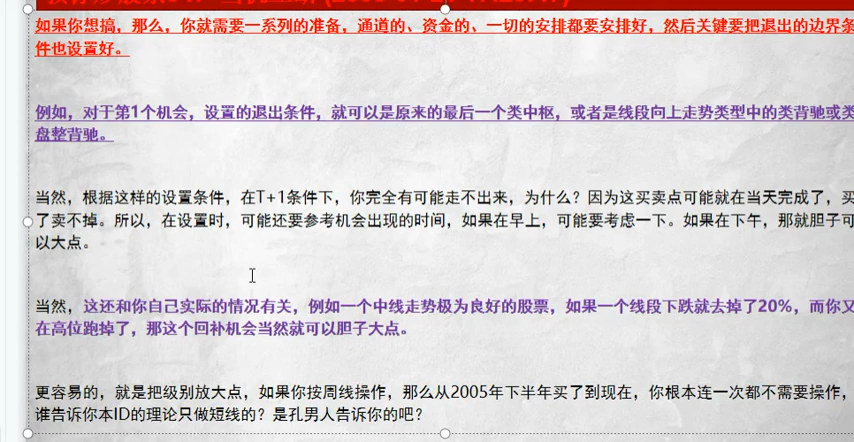 如果你想搞，那么，你就需要一系列的准备，通道的、资金的、一切的安排都要安排好，然后关键要把退出的边界条
件也设置好。
例如，对于第1个机会，设置的退出条件，就可以是原来的最后一个类中枢，或者是线段向上走势类型中的类背驰或类
盘整背驰。
当然，根据这样的设置条件，在T+1条件下，你完全有可能走不出来，为什么？因为这买卖点可能就在当天完成了，买
了卖不掉。所以，在设置时，可能还要参考机会出现的时间，如果在早上，可能要考虑一下。如果在下午，那就胆子可
以大点。
当然，这还和你自己实际的情况有关，例如一个中线走势极为良好的股票，如果一个线段下跌就去掉了20%，而你又
在高位跑掉了，那这个回补机会当然就可以胆子大点。
更容易的，就是把级别放大点，如果你按周线操作，那么从2005年下半年买了到现在，你根本连一次都不需要操作，
谁告诉你本ID的理论只做短线的？是孔男人告诉你的吧？